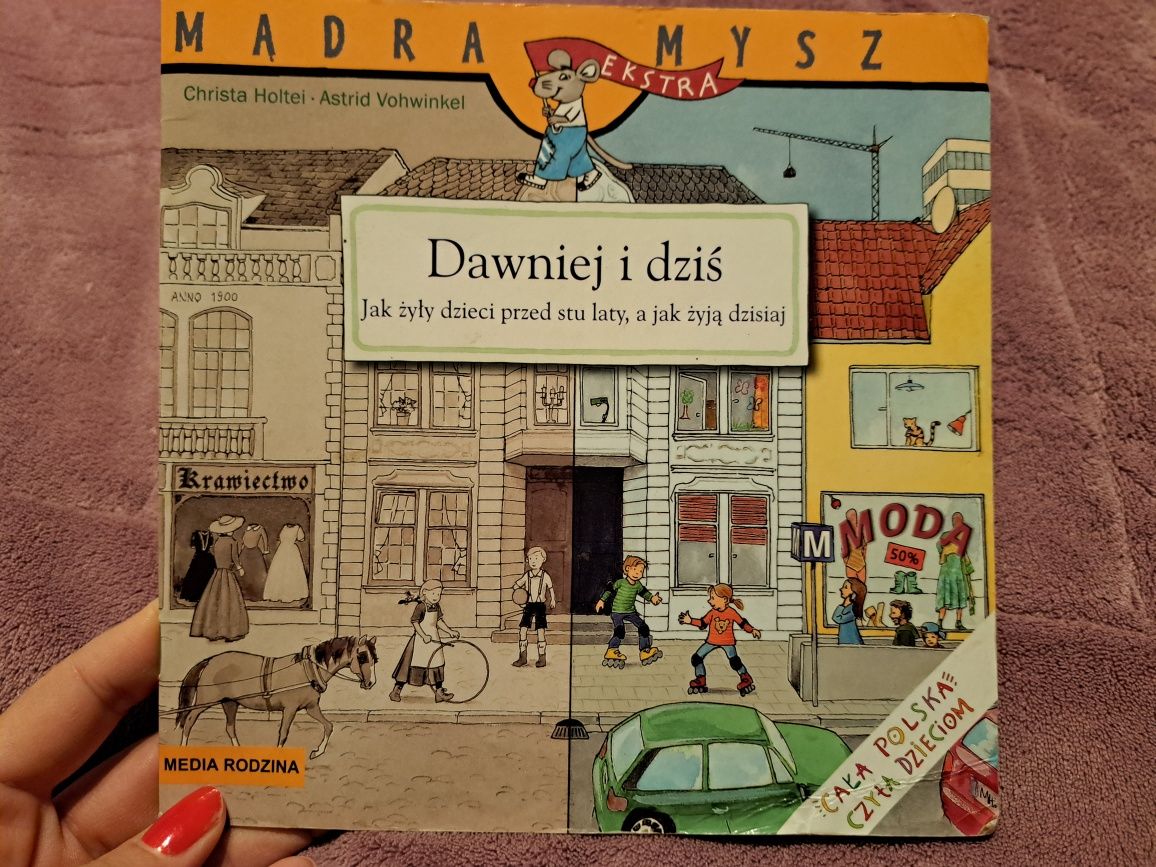 MĄDRA MYSZ
EKSTRA
Christa Holtei · Astrid Vohwinkel
Dawniej i dziś
Jak żyły dzieci przed stu laty, a jak żyją dzisiaj
ANNO 1900
Krawiectwo
M
MODA
50%
MEDIA RODZINA
CAŁA POLSKA
CZYTA DZIECIOM